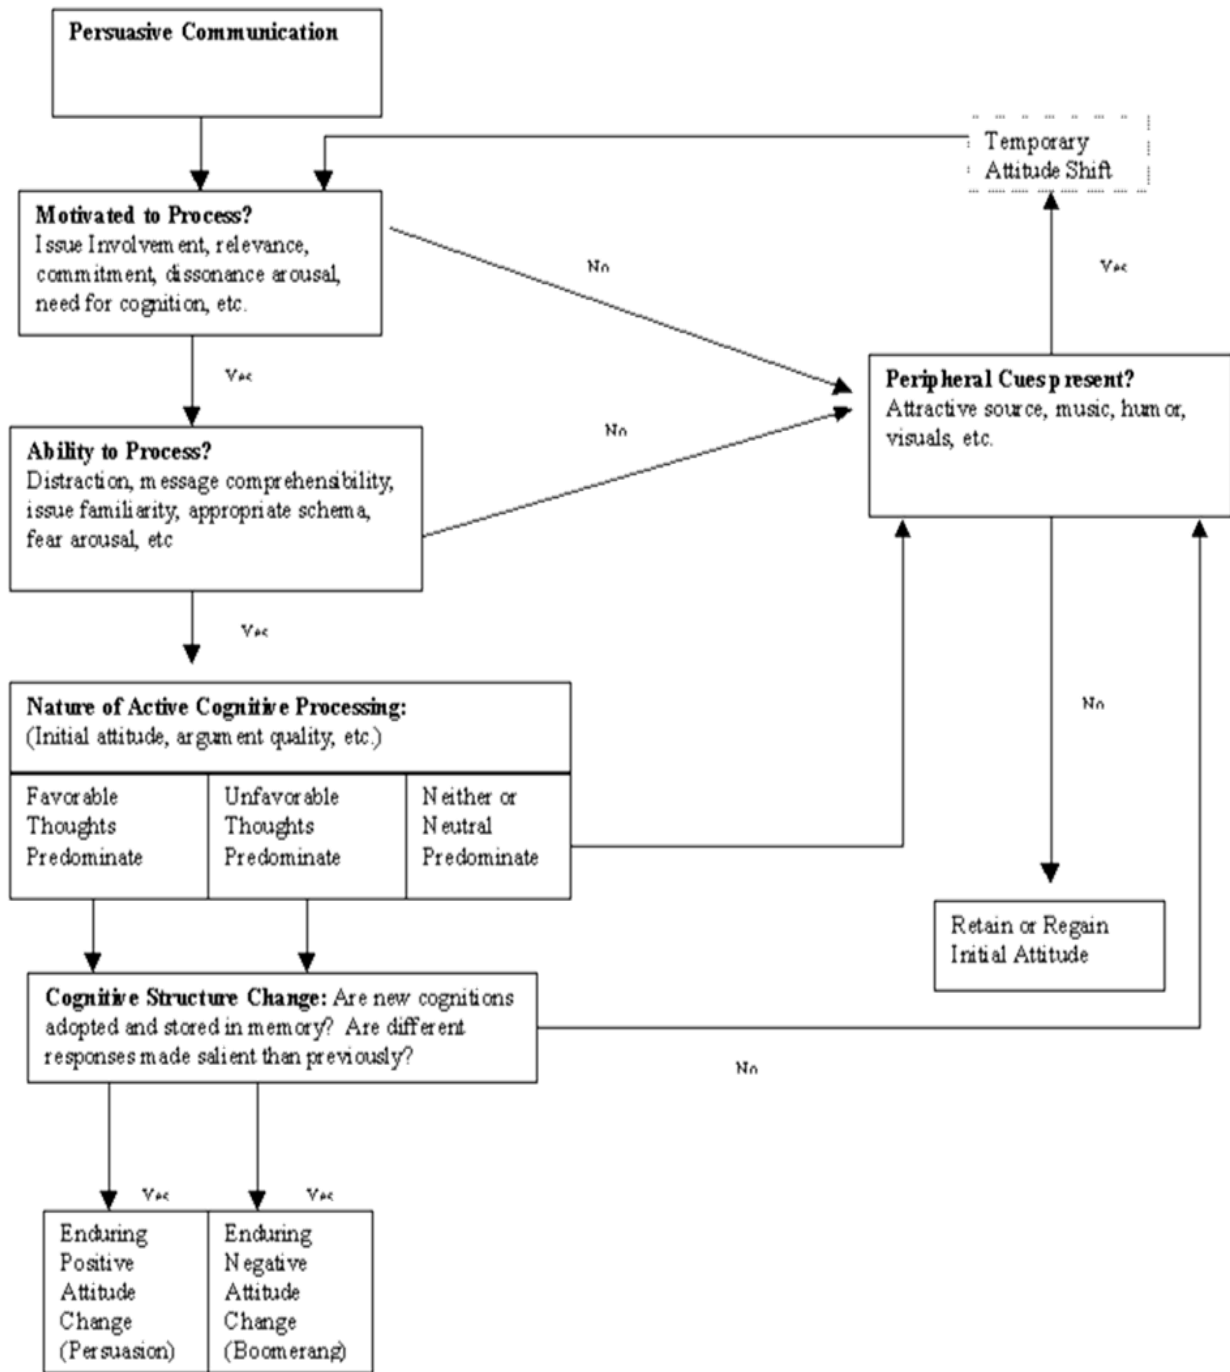 Persuasive Communication
Temporary
Attitude Shift
Motivated to Process?
Issue Involvement, relevance,
commitment, dissonance arousal,
need for cognition, etc.
No
Yes
Yes
Peripheral Cues present?
Attractive source, music, humor,
visuals, etc.
No
Ability to Process?
Distraction, message comprehensibility,
issue familiarity, appropriate schema,
fear arousal, etc
Yes
No
Nature of Active Cognitive Processing:
(Initial attitude, argument quality, etc.)
Favorable
Thoughts
Predominate
Unfavorable
Thoughts
Predominate
Neither or
Neutral
Predominate
Retain or Regain
Initial Attitude
Cognitive Structure Change: Are new cognitions
adopted and stored in memory? Are different
responses made salient than previously?
No
Yes
Yes
Enduring
Positive
Attitude
Change
(Persuasion)
Enduring
Negative
Attitude
Change
(Boomerang)